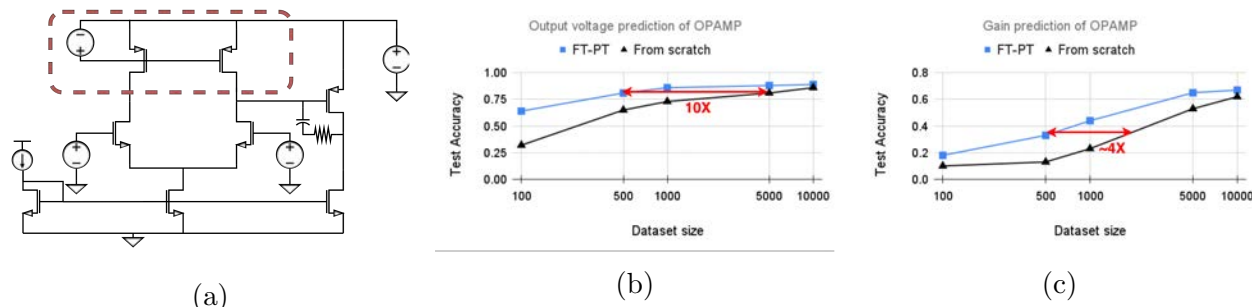 Output voltage prediction of OPAMP
FT-PT From scratch
Test Accuracy
1.00
0.75
0.50
0.25
0.00
10X
100 500 1000 5000 10000
Dataset size
Gain prediction of OPAMP
FT-PT From scratch
Test Accuracy
0.8
0.6
0.4
0.2
0.0
~4X
100 500 1000 5000 10000
Dataset size
(a)
(b)
(c)